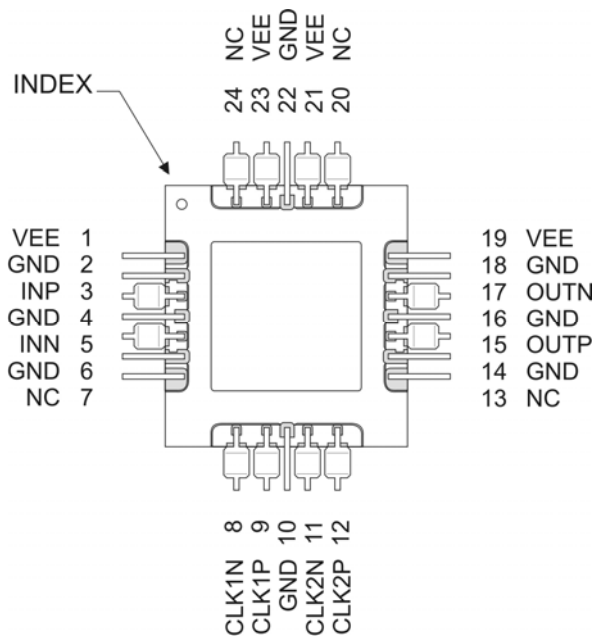 NC VEE GND VEE NC
24 23 22 21 20
INDEX
VEE 1
GND 2
INP 3
GND 4
INN 5
GND 6
NC 7
19 VEE
18 GND
17 OUTN
16 GND
15 OUTP
14 GND
13 NC
8 9 10 11 12
CLK1N CLK1P GND CLK2N CLK2P